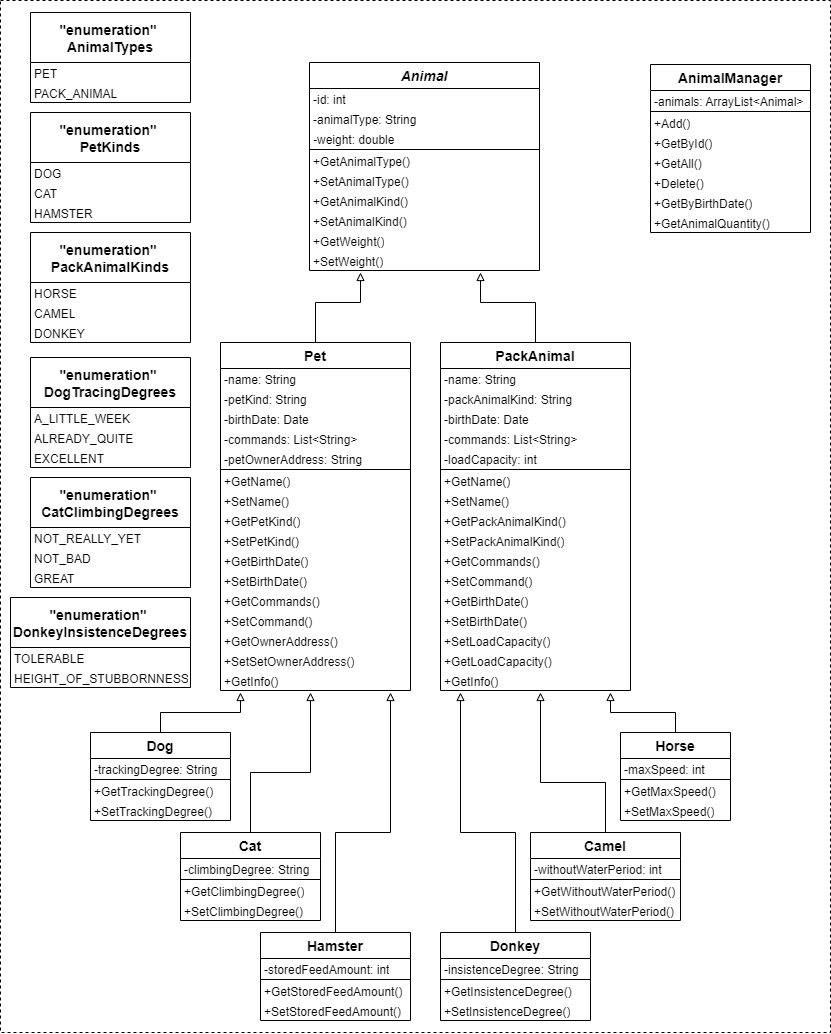 "enumeration"
AnimalTypes
PET
PACK_ANIMAL
"enumeration"
PetKinds
DOG
CAT
HAMSTER
"enumeration"
PackAnimalKinds
HORSE
CAMEL
DONKEY
"enumeration"
DogTracingDegrees
A_LITTLE_WEEK
ALREADY_QUITE
EXCELLENT
"enumeration"
CatClimbingDegrees
NOT_REALLY_YET
NOT_BAD
GREAT
"enumeration"
DonkeyInsistenceDegrees
TOLERABLE
HEIGHT_OF_STUBBORNNESS
Animal
-id: int
-animalType: String
-weight: double
+GetAnimalType()
+SetAnimalType()
+GetAnimalKind()
+SetAnimalKind()
+GetWeight()
+SetWeight()
AnimalManager
-animals: ArrayList<Animal>
+Add()
+GetById()
+GetAll()
+Delete()
+GetByBirthDate()
+GetAnimalQuantity()
Pet
-name: String
-petKind: String
-birthDate: Date
-commands: List<String>
-petOwnerAddress: String
+GetName()
+SetName()
+GetPetKind()
+SetPetKind()
+GetBirthDate()
+SetBirthDate()
+GetCommands()
+SetCommand()
+GetOwnerAddress()
+SetSetOwnerAddress()
+GetInfo()
PackAnimal
-name: String
-packAnimalKind: String
-birthDate: Date
-commands: List<String>
-loadCapacity: int
+GetName()
+SetName()
+GetPackAnimalKind()
+SetPackAnimalKind()
+GetCommands()
+SetCommand()
+GetBirthDate()
+SetBirthDate()
+SetLoadCapacity()
+GetLoadCapacity()
+GetInfo()
Dog
-trackingDegree: String
+GetTrackingDegree()
+SetTrackingDegree()
Cat
-climbingDegree: String
+GetClimbingDegree()
+SetClimbingDegree()
Hamster
-storedFeedAmount: int
+GetStoredFeedAmount()
+SetStoredFeedAmount()
Donkey
-insistenceDegree: String
+GetInsistenceDegree()
+SetInsistenceDegree()
Camel
-withoutWaterPeriod: int
+GetWithoutWaterPeriod()
+SetWithoutWaterPeriod()
Horse
-maxSpeed: int
+GetMaxSpeed()
+SetMaxSpeed()